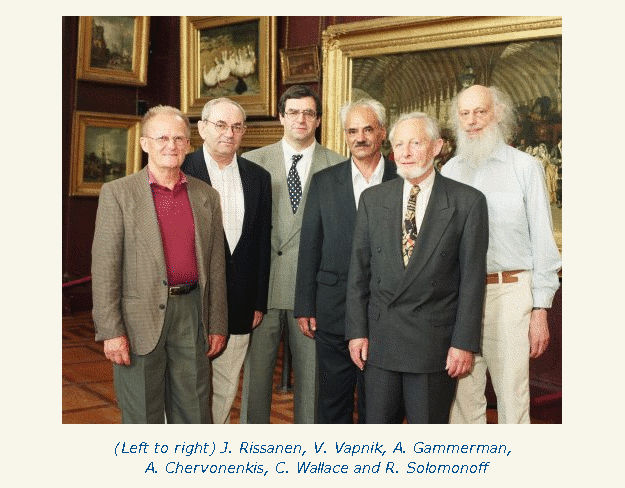 (Left to right) J. Rissanen, V. Vapnik, A. Gammerman,
A. Chervonenkis, C. Wallace and R. Solomonoff